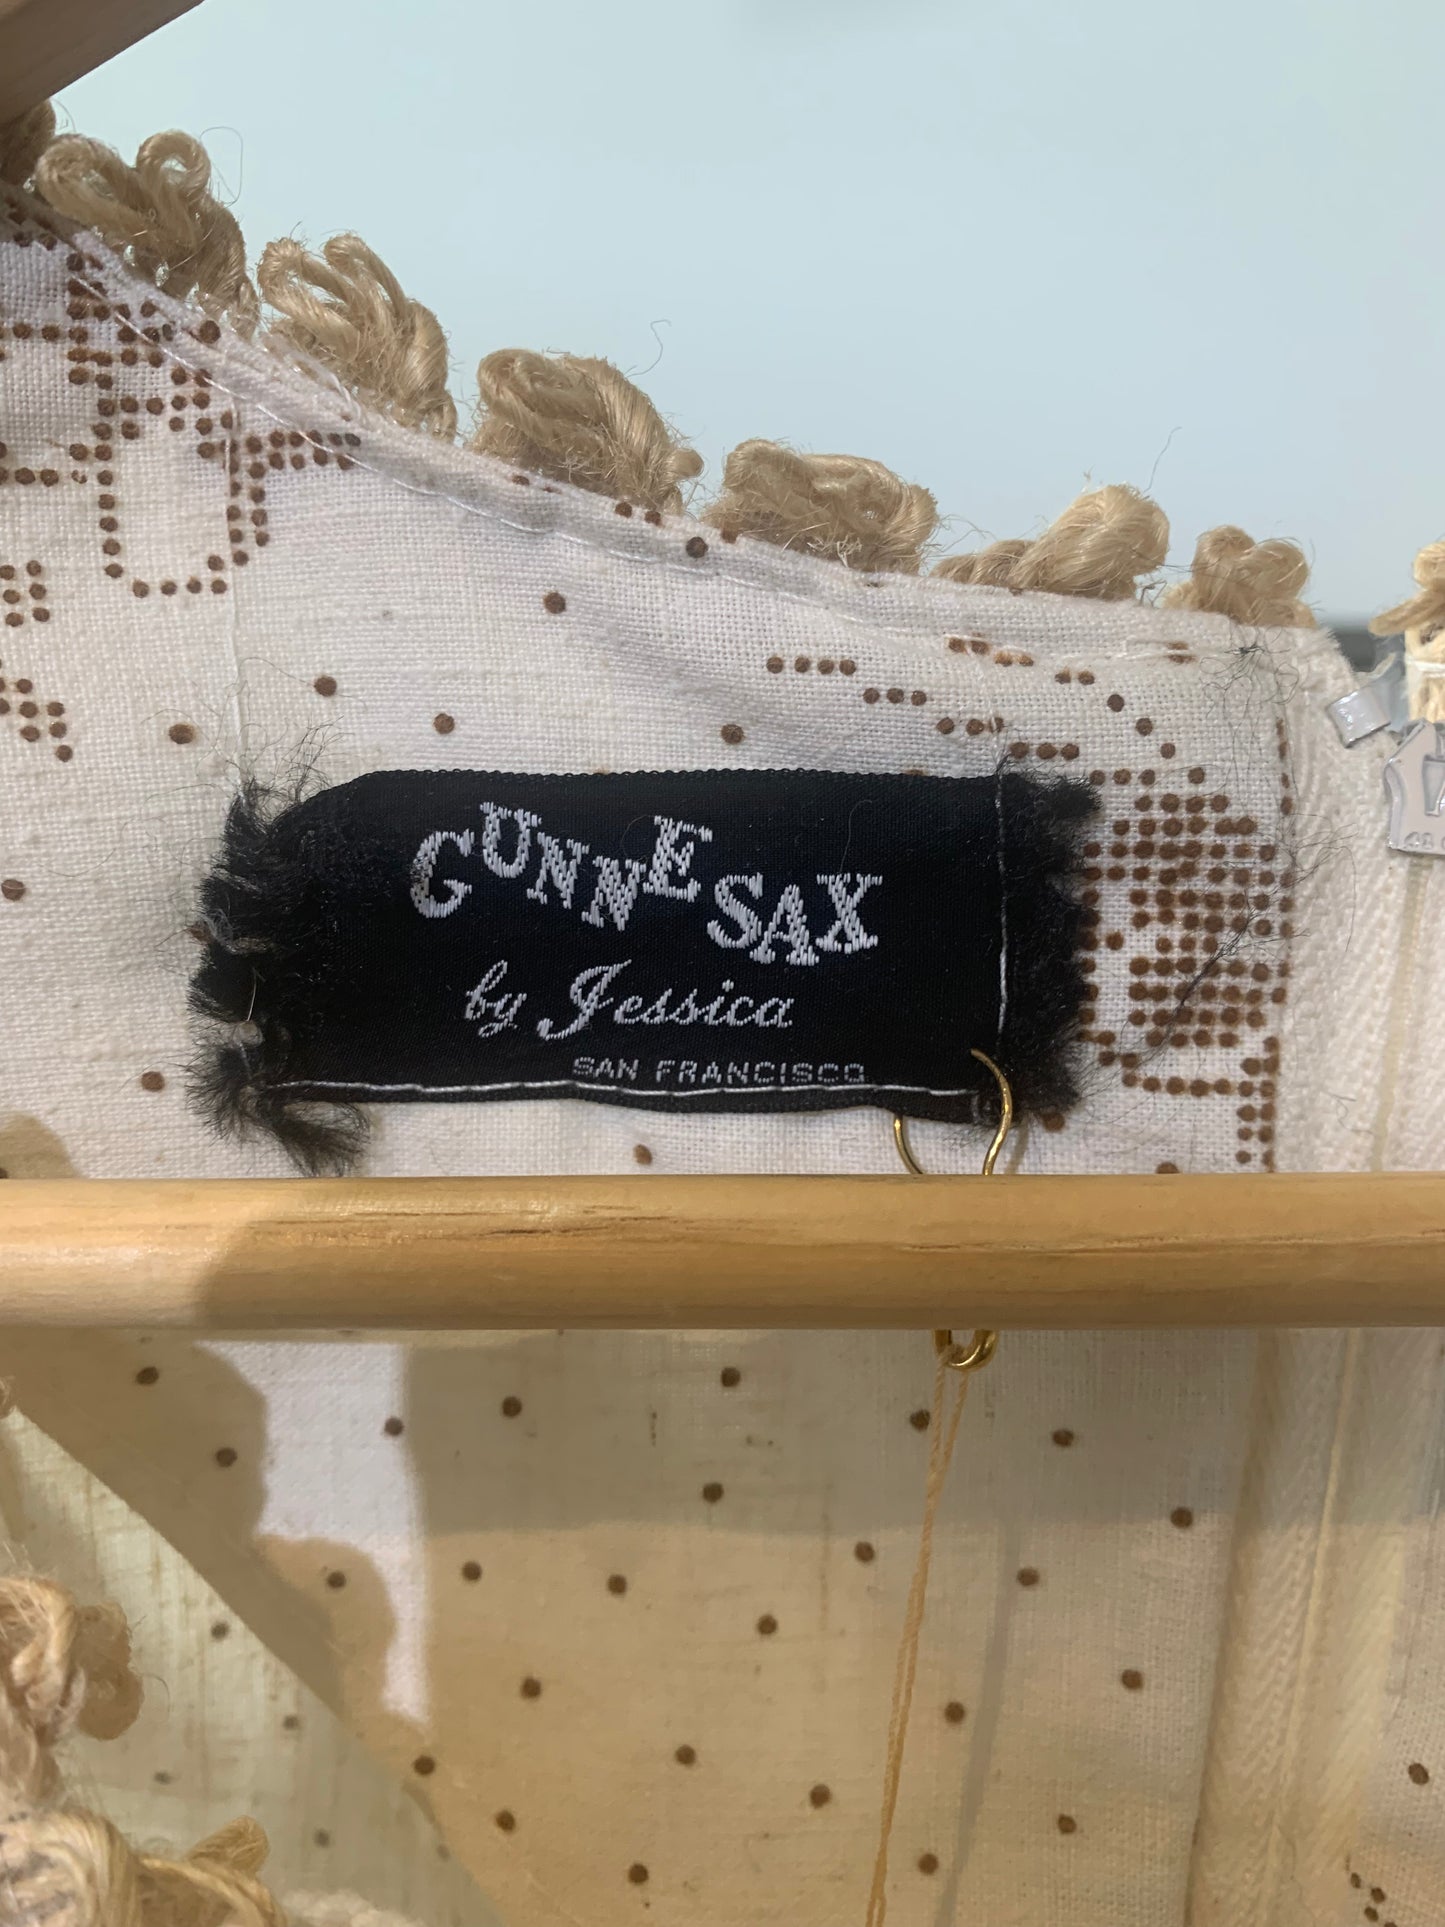 GUNNE SAX
by Jessica
SAN FRANCISCO